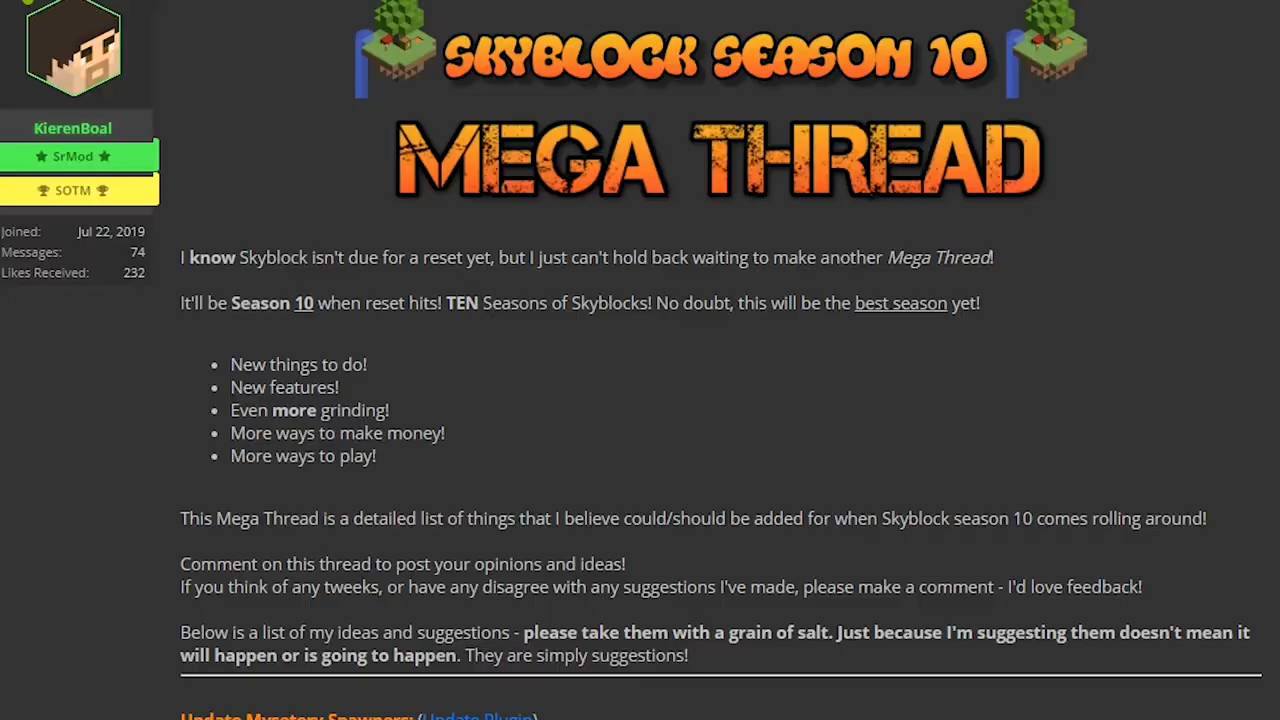 SKYBLOCK SEASON 10
MEGA THREAD
KierenBoal
SrMod
SOTM
Joined: Jul 22, 2019
Messages: 74
Likes Received: 232
I know Skyblock isn't due for a reset yet, but I just can't hold back waiting to make another Mega Thread!
It'll be Season 10 when reset hits! TEN Seasons of Skyblocks! No doubt, this will be the best season yet!
• New things to do!
• New features!
• Even more grinding!
• More ways to make money!
• More ways to play!
This Mega Thread is a detailed list of things that I believe could/should be added for when Skyblock season 10 comes rolling around!
Comment on this thread to post your opinions and ideas!
If you think of any tweeks, or have any disagree with any suggestions I've made, please make a comment - I'd love feedback!
Below is a list of my ideas and suggestions - please take them with a grain of salt. Just because I'm suggesting them doesn't mean it
will happen or is going to happen. They are simply suggestions!
Update Mysetory Spawners: (Update Plugin)